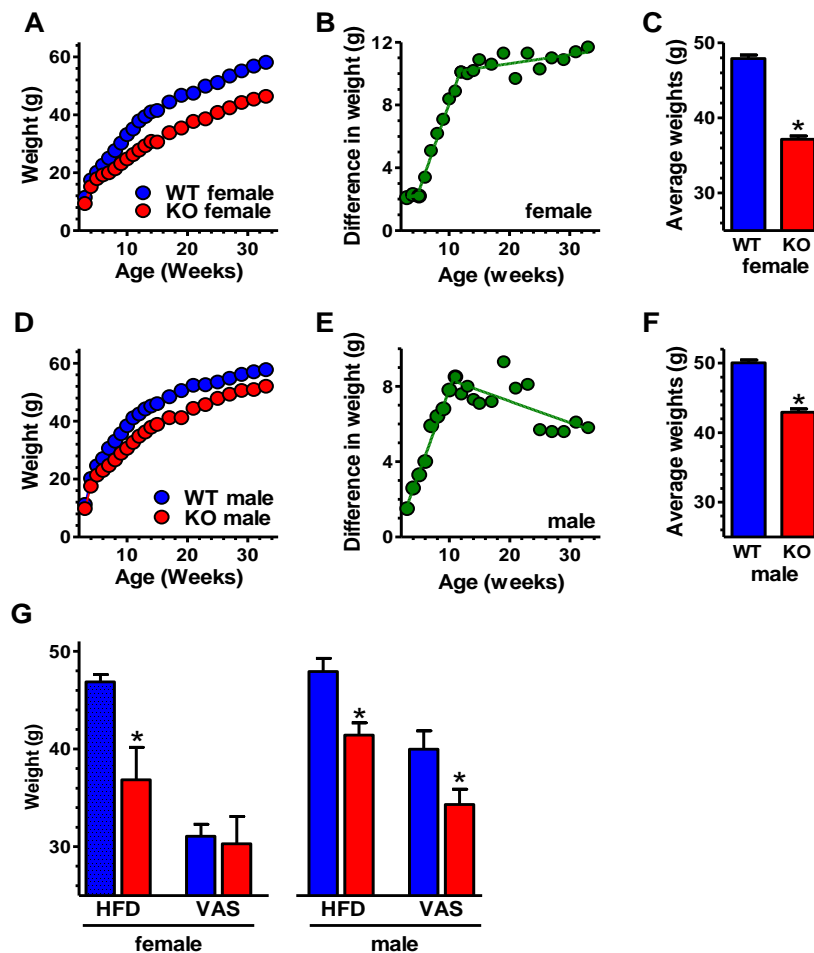 A
60
40
20
0
10 20 30
Weight (g)
Age (Weeks)
WT female
KO female
B
12
8
4
0
0 10 20 30
Difference in weight (g)
Age (weeks)
female
C
50
40
30
Average weights (g)
WT KO
female
*
D
60
40
20
0
10 20 30
Weight (g)
Age (Weeks)
WT male
KO male
E
12
8
4
0
0 10 20 30
Difference in weight (g)
Age (weeks)
male
F
50
40
30
Average weights (g)
WT KO
male
*
G
50
40
30
Weight (g)
*
*
*
HFD VAS HFD VAS
female male